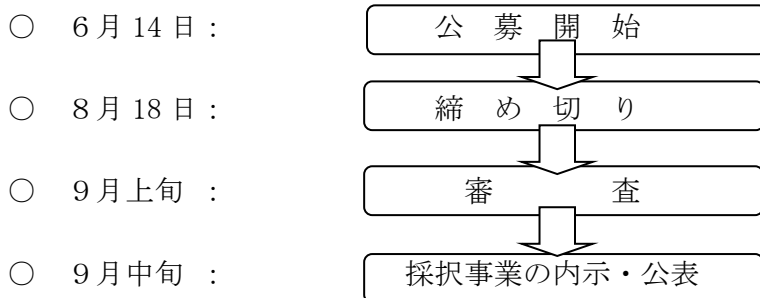 ○ 6月14日: 公募開始
○ 8月18日: 締め切り
○ 9月上旬 : 審査
○ 9月中旬 : 採択事業の内示・公表